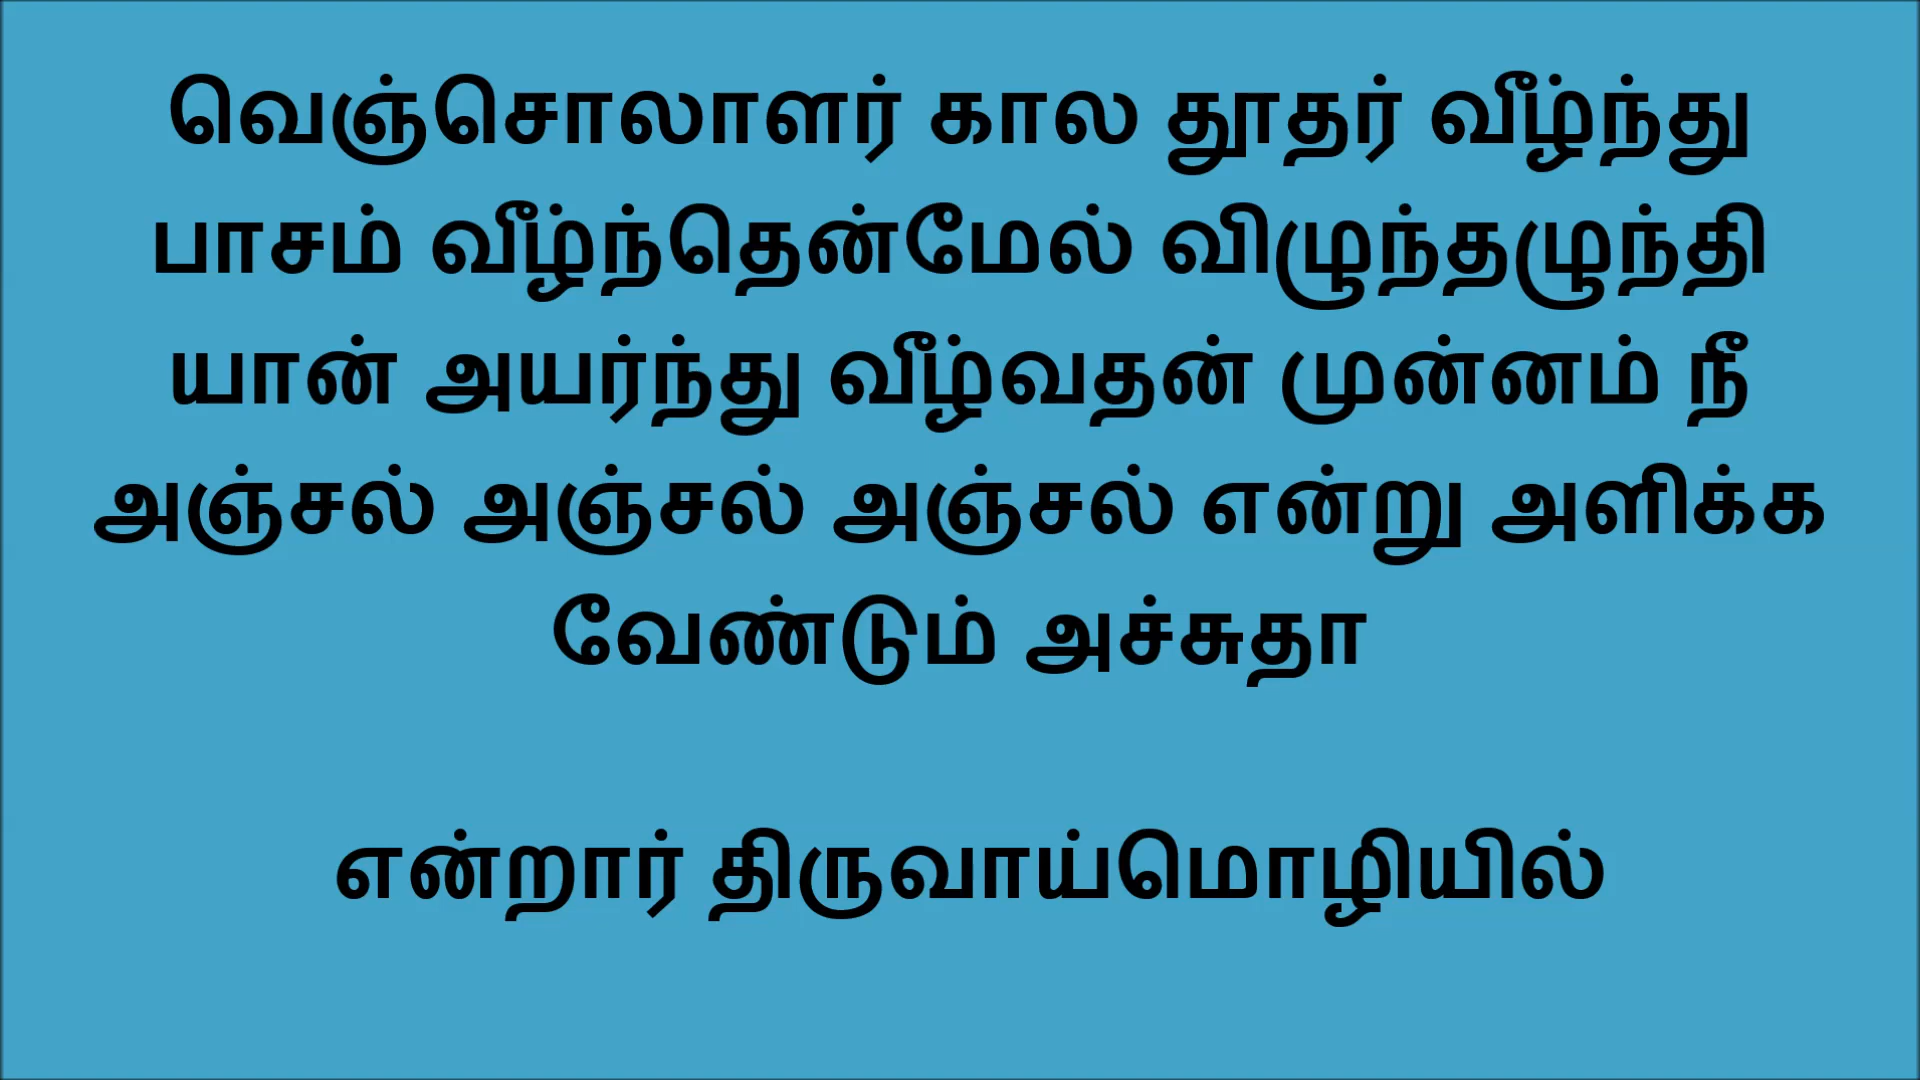 வெஞ்சொலாளர் கால தூதர் வீழ்ந்து
பாசம் வீழ்ந்தென்மேல் விழுந்தழுந்தி
யான் அயர்ந்து வீழ்வதன் முன்னம் நீ
அஞ்சல் அஞ்சல் அஞ்சல் என்று அளிக்க
வேண்டும் அச்சுதா
என்றார் திருவாய்மொழியில்